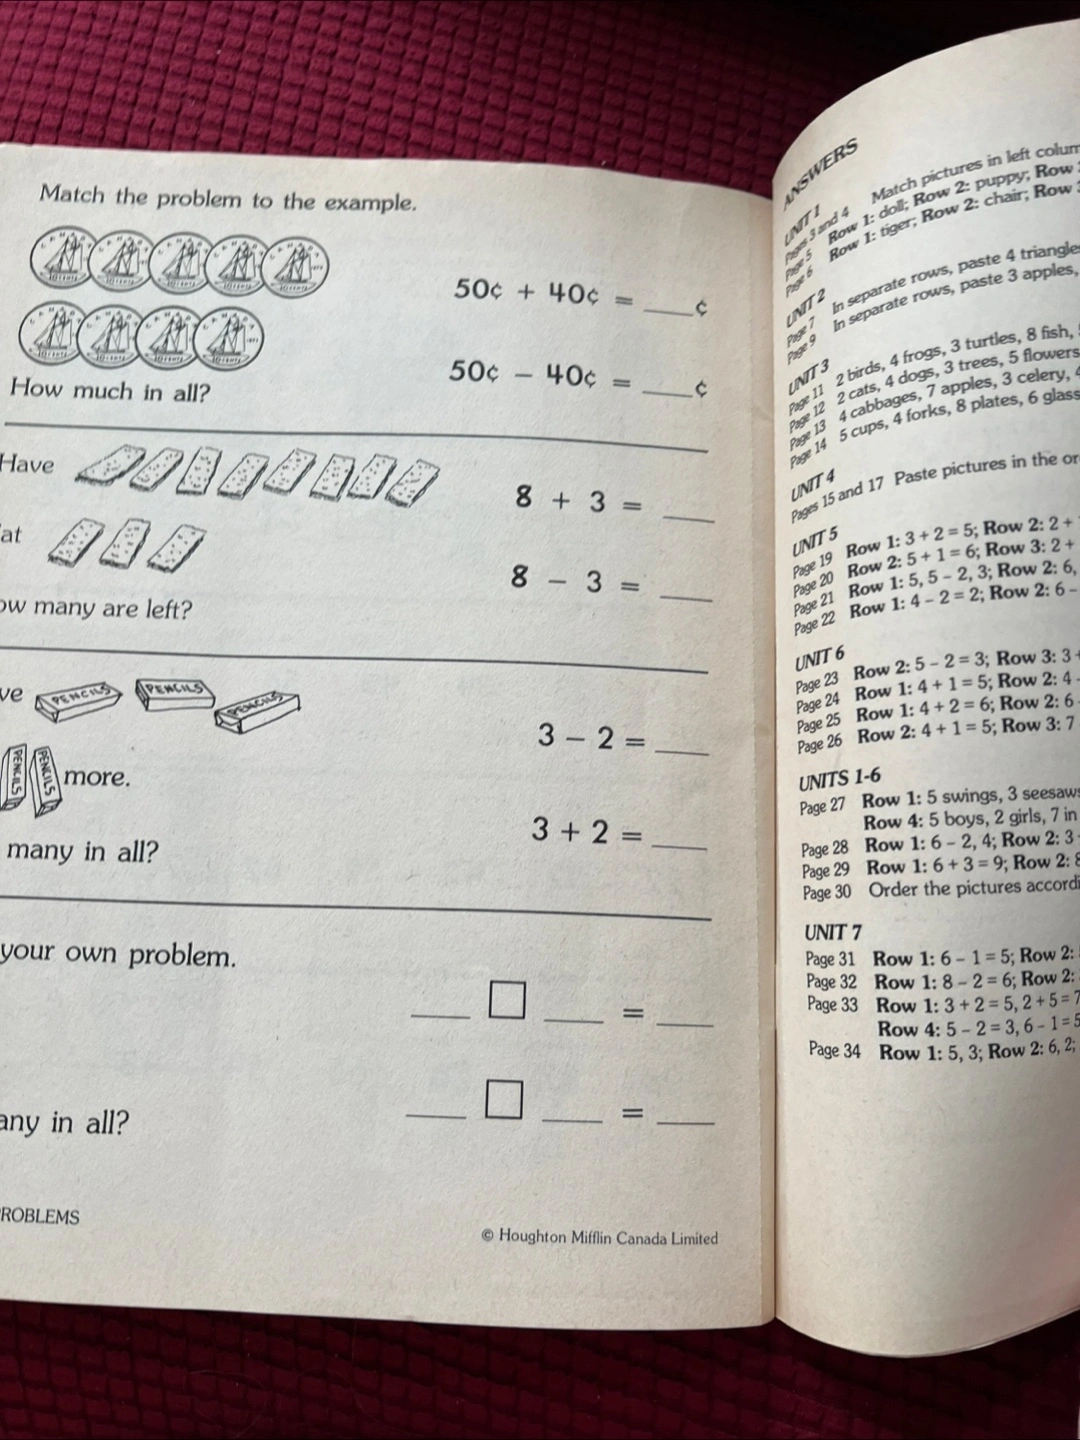 Match the problem to the example.
50¢ + 40¢ = ___¢
50¢ - 40¢ = ___¢
How much in all?
Have
8 + 3 = ___
at
8 - 3 = ___
ow many are left?
ve PENCILS PENCILS PENCILS
3 - 2 = ___
PENCILS PENCILS more.
3 + 2 = ___
many in all?
your own problem.
___ □ ___ = ___
any in all?
___ □ ___ = ___
ROBLEMS
© Houghton Mifflin Canada Limited
ANSWERS
UNIT 1
Pages 3 and 4 Match pictures in left colum
Page 5 Row 1: doll; Row 2: puppy; Row
Page 6 Row 1: tiger; Row 2: chair; Row
UNIT 2
Page 7 In separate rows, paste 4 triangle
Page 9 In separate rows, paste 3 apples,
UNIT 3
Page 11 2 birds, 4 frogs, 3 turtles, 8 fish,
Page 12 2 cats, 4 dogs, 3 trees, 5 flowers
Page 13 4 cabbages, 7 apples, 3 celery,
Page 14 5 cups, 4 forks, 8 plates, 6 glass
UNIT 4
Pages 15 and 17 Paste pictures in the or
UNIT 5
Page 19 Row 1: 3 + 2 = 5; Row 2: 2 +
Page 20 Row 2: 5 + 1 = 6; Row 3: 2 +
Page 21 Row 1: 5, 5 - 2, 3; Row 2: 6,
Page 22 Row 1: 4 - 2 = 2; Row 2: 6 -
UNIT 6
Page 23 Row 2: 5 - 2 = 3; Row 3: 3 +
Page 24 Row 1: 4 + 1 = 5; Row 2: 4 -
Page 25 Row 1: 4 + 2 = 6; Row 2: 6
Page 26 Row 2: 4 + 1 = 5; Row 3: 7
UNITS 1-6
Page 27 Row 1: 5 swings, 3 seesaws
Row 4: 5 boys, 2 girls, 7 in
Page 28 Row 1: 6 - 2, 4; Row 2: 3
Page 29 Row 1: 6 + 3 = 9; Row 2: 8
Page 30 Order the pictures accordi
UNIT 7
Page 31 Row 1: 6 - 1 = 5; Row 2:
Page 32 Row 1: 8 - 2 = 6; Row 2:
Page 33 Row 1: 3 + 2 = 5, 2 + 5 = 7
Row 4: 5 - 2 = 3, 6 - 1 = 5
Page 34 Row 1: 5, 3; Row 2: 6, 2;